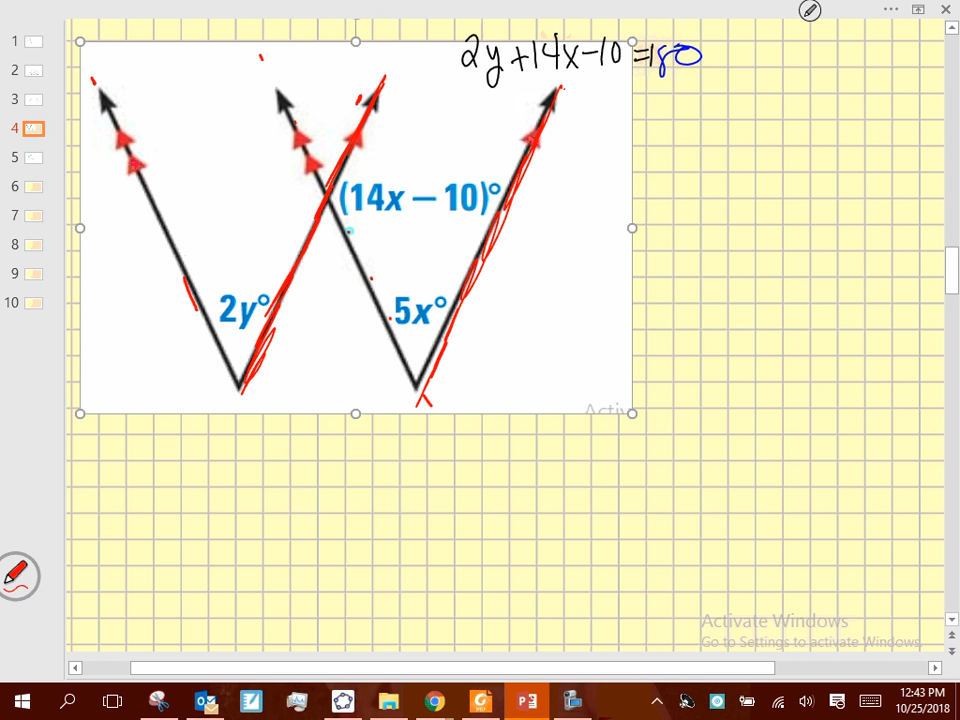 1
2
3
4
5
6
7
8
9
10
2y+14x-10=180
(14x – 10)°
2y°
5x°
Activ
Activate Windows
Go to Settings to activate Windows.
12:43 PM
10/25/2018